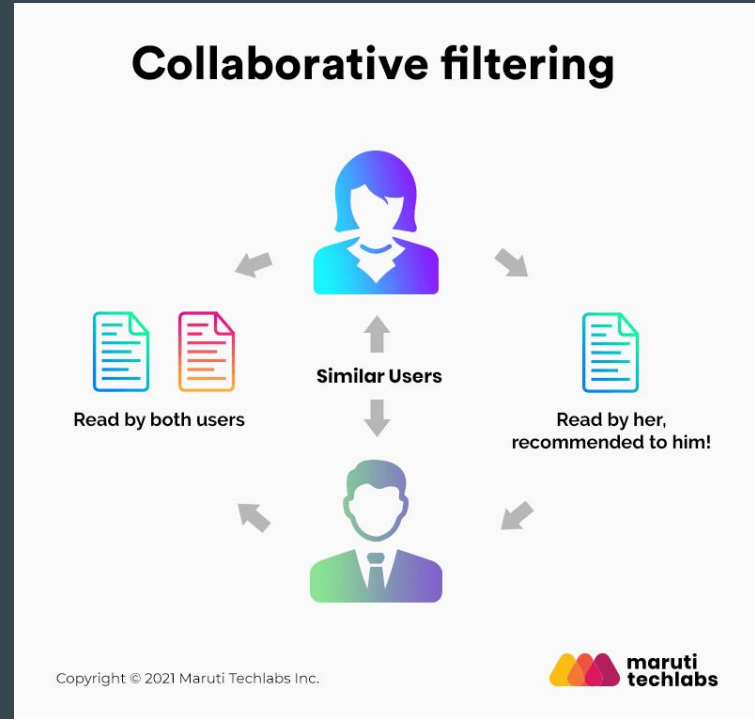 Collaborative filtering
Similar Users
Read by both users
Read by her,
recommended to him!
Copyright © 2021 Maruti Techlabs Inc.
maruti
techlabs